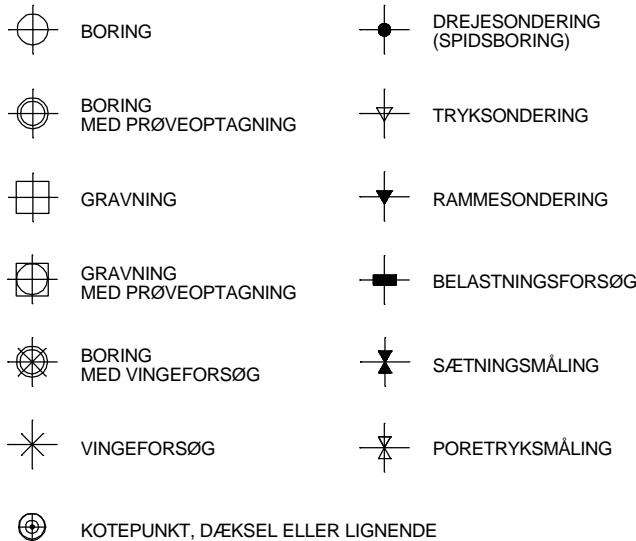 BORING
BORING
MED PRØVEOPTAGNING
GRAVNING
GRAVNING
MED PRØVEOPTAGNING
BORING
MED VINGEFORSØG
VINGEFORSØG
KOTEPUNKT, DÆKSEL ELLER LIGNENDE
DREJESONDERING
(SPIDSBORING)
TRYKSONDERING
RAMMESONDERING
BELASTNINGSFORSØG
SÆTNINGSMÅLING
PORETRYKSMÅLING